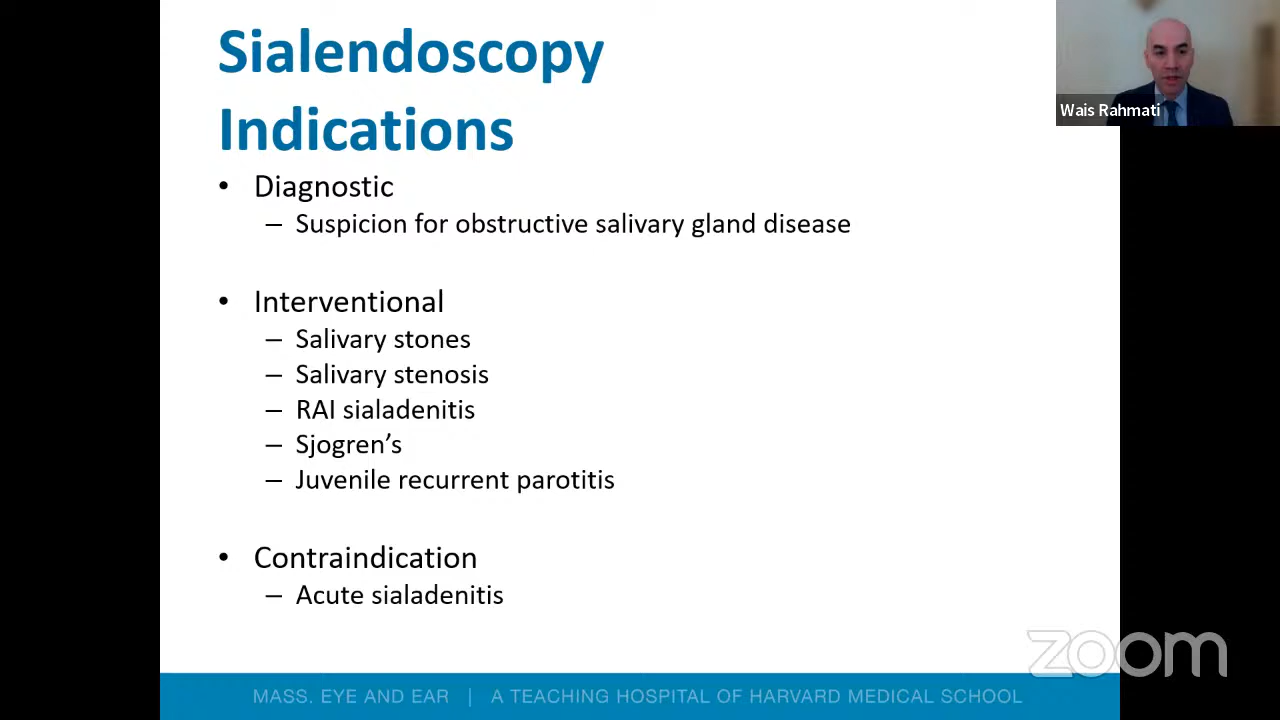 Sialendoscopy
Indications
• Diagnostic
– Suspicion for obstructive salivary gland disease
• Interventional
– Salivary stones
– Salivary stenosis
– RAI sialadenitis
– Sjogren’s
– Juvenile recurrent parotitis
• Contraindication
– Acute sialadenitis
MASS. EYE AND EAR | A TEACHING HOSPITAL OF HARVARD MEDICAL SCHOOL
Wais Rahmati
zoom